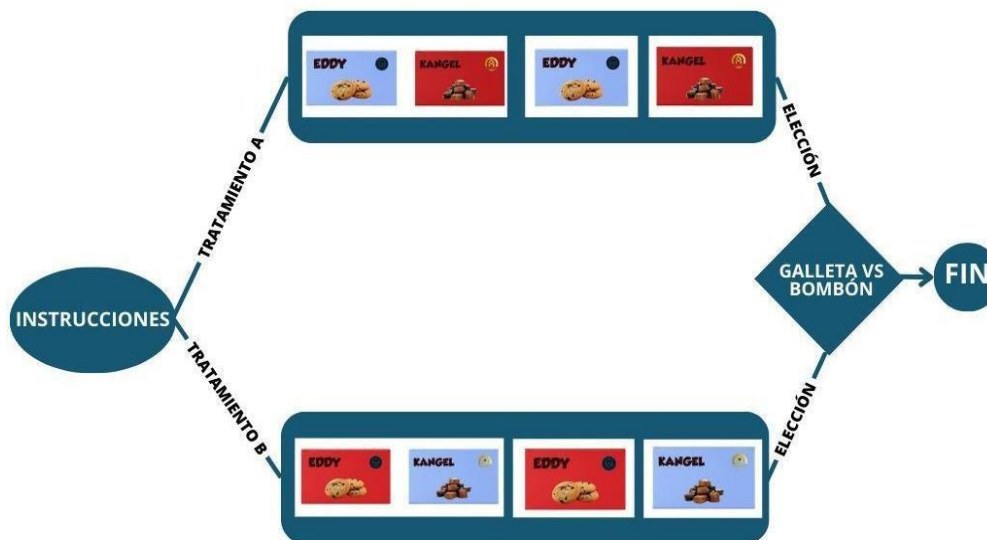 EDDY
KANGEL
EDDY
KANGEL
TRATAMIENTO A
ELECCIÓN
INSTRUCCIONES
GALLETA VS
BOMBÓN
FIN
TRATAMIENTO B
ELECCIÓN
EDDY
KANGEL
EDDY
KANGEL